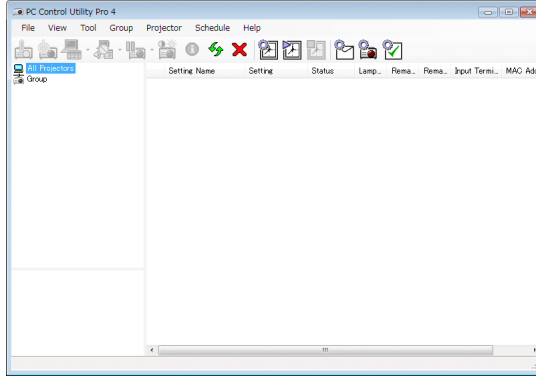 PC Control Utility Pro 4
File View Tool Group Projector Schedule Help
Setting Name Setting Status Lamp... Rema... Rema... Input Termi... MAC Add
All Projectors
Group